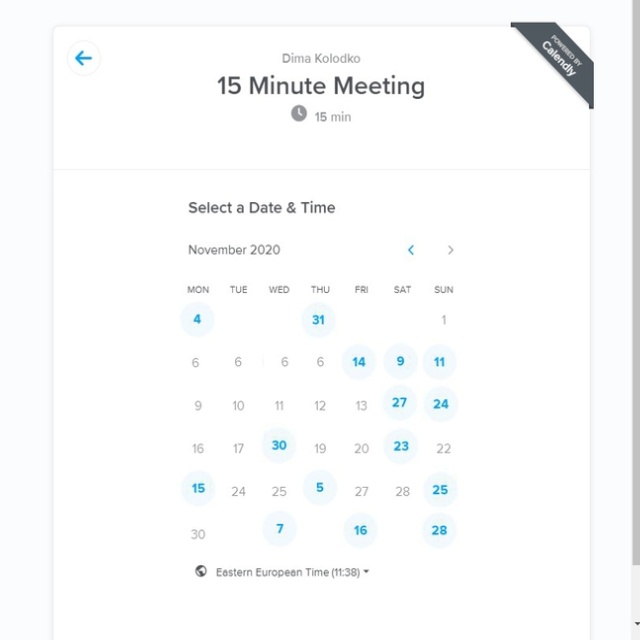 POWERED BY
Calendly
Dima Kolodko
15 Minute Meeting
15 min
Select a Date & Time
November 2020
MON TUE WED THU FRI SAT SUN
4 31 1
6 6 6 6 14 9 11
9 10 11 12 13 27 24
16 17 30 19 20 23 22
15 24 25 5 27 28 25
30 7 16 28
Eastern European Time (11:38)